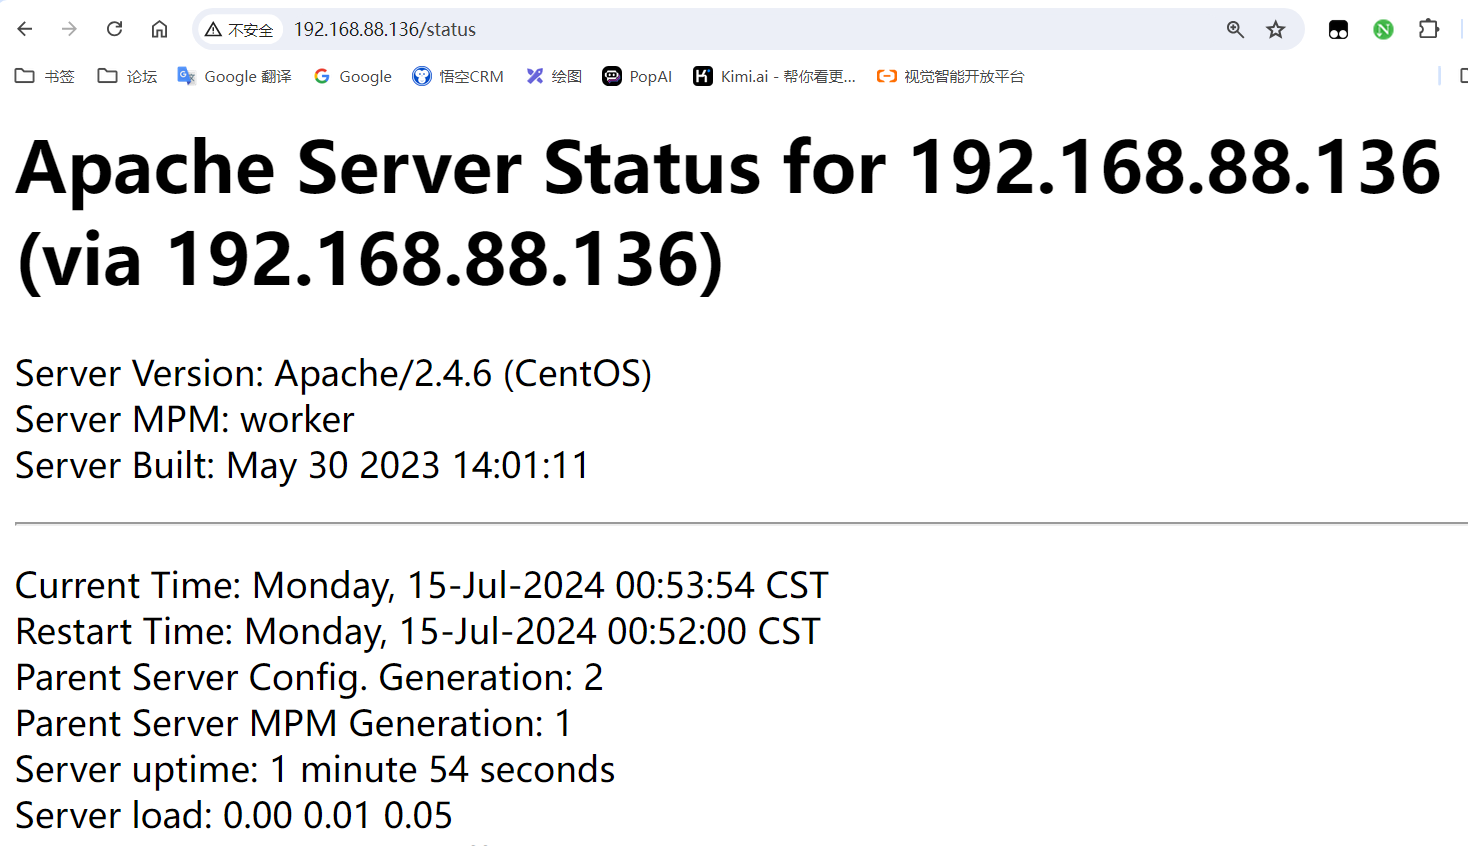 不安全 192.168.88.136/status
书签 论坛 Google 翻译 Google 悟空CRM 绘图 PopAI Kimi.ai - 帮你看更... 视觉智能开放平台
Apache Server Status for 192.168.88.136
(via 192.168.88.136)
Server Version: Apache/2.4.6 (CentOS)
Server MPM: worker
Server Built: May 30 2023 14:01:11
Current Time: Monday, 15-Jul-2024 00:53:54 CST
Restart Time: Monday, 15-Jul-2024 00:52:00 CST
Parent Server Config. Generation: 2
Parent Server MPM Generation: 1
Server uptime: 1 minute 54 seconds
Server load: 0.00 0.01 0.05